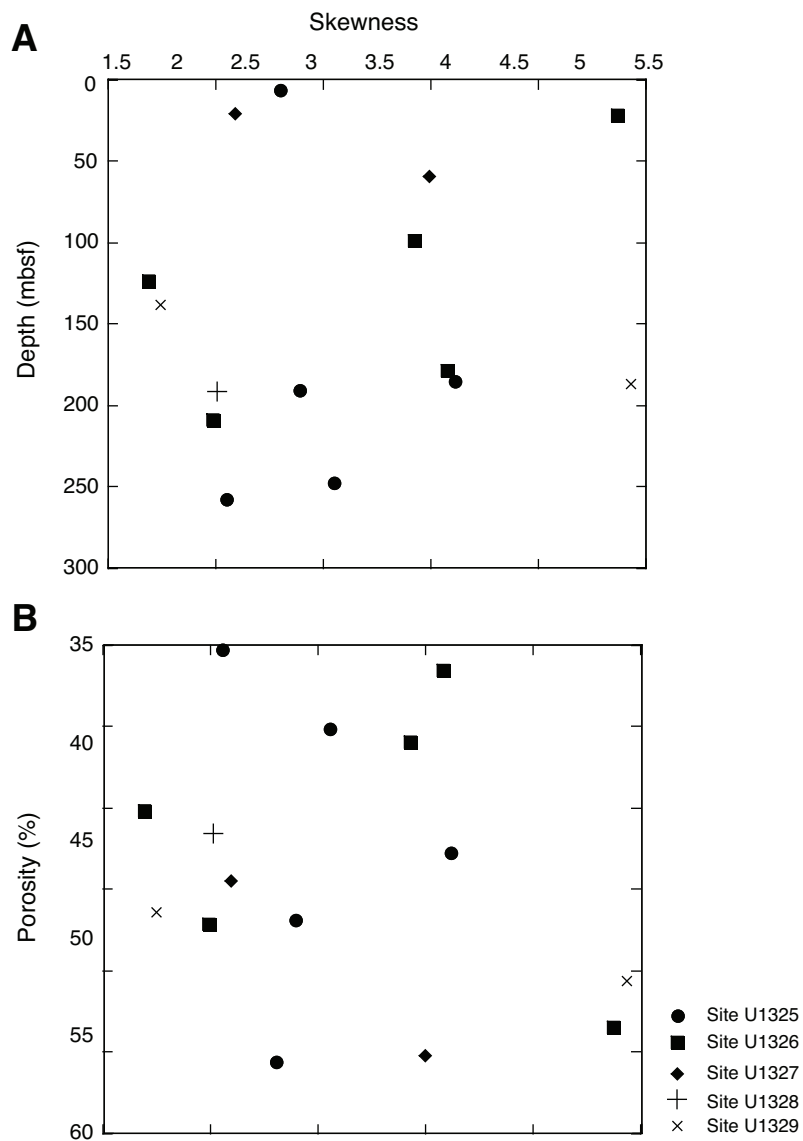 A
Skewness
1.5 2 2.5 3 3.5 4 4.5 5 5.5
0
50
100
150
200
250
300
Depth (mbsf)
B
35
40
45
50
55
60
Porosity (%)
Site U1325
Site U1326
Site U1327
Site U1328
Site U1329